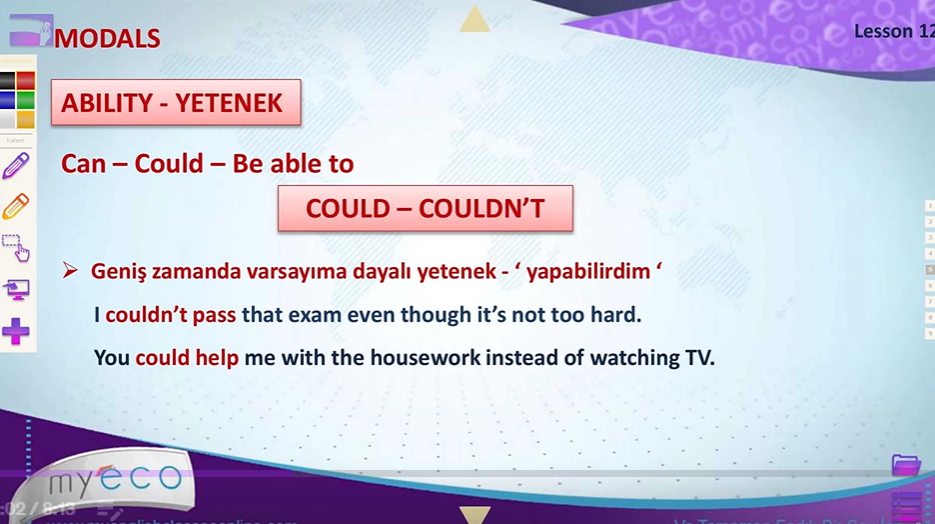 MODALS
Lesson 12
ABILITY - YETENEK
Can – Could – Be able to
COULD – COULDN'T
Geniş zamanda varsayıma dayalı yetenek - ‘ yapabilirdim ‘
I couldn't pass that exam even though it's not too hard.
You could help me with the housework instead of watching TV.
myeco